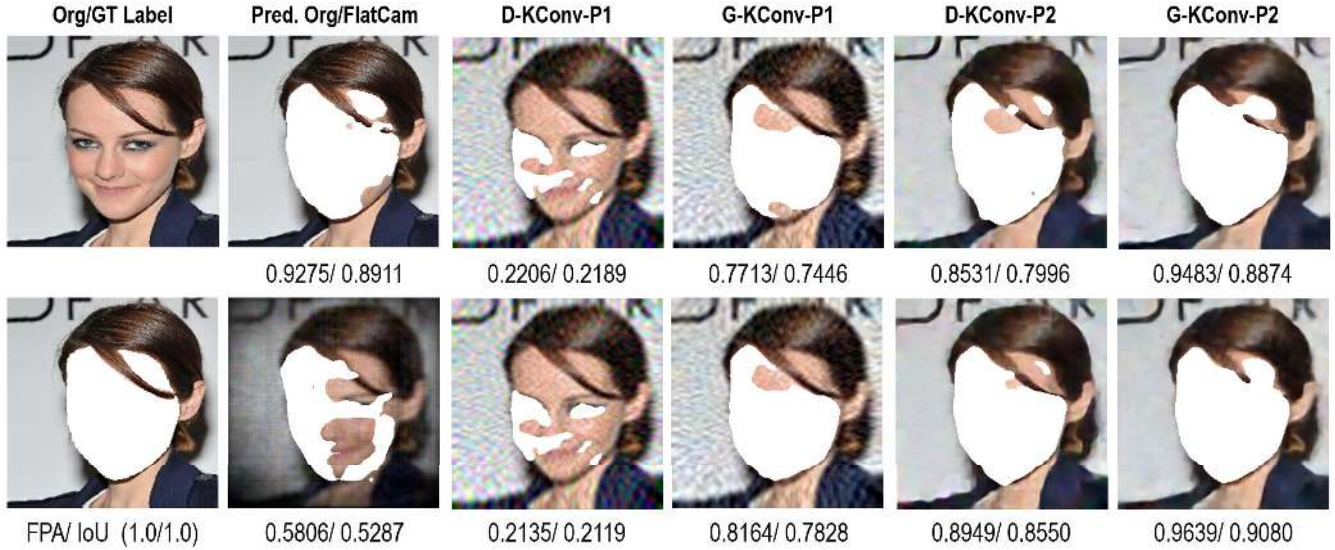 Org/GT Label Pred. Org/FlatCam D-KConv-P1 G-KConv-P1 D-KConv-P2 G-KConv-P2
0.9275/ 0.8911 0.2206/ 0.2189 0.7713/ 0.7446 0.8531/ 0.7996 0.9483/ 0.8874
FPA/ IoU (1.0/1.0) 0.5806/ 0.5287 0.2135/ 0.2119 0.8164/ 0.7828 0.8949/ 0.8550 0.9639/ 0.9080